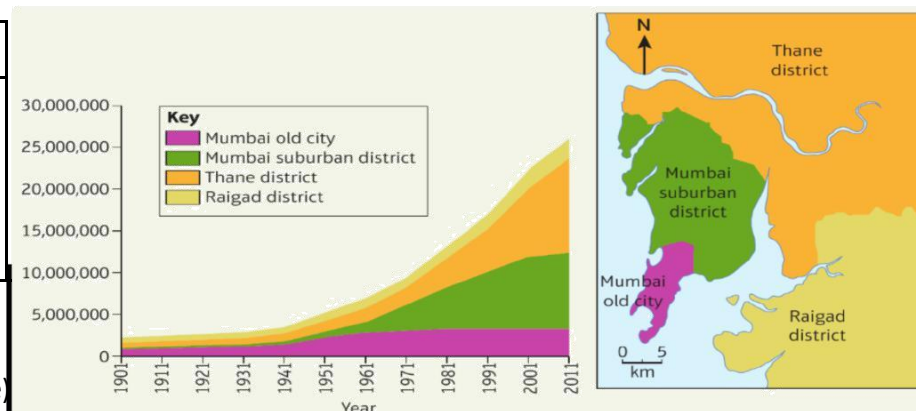 30,000,000
25,000,000
20,000,000
15,000,000
10,000,000
5,000,000
0
Key
Mumbai old city
Mumbai suburban district
Thane district
Raigad district
1901
1911
1921
1931
1941
1951
1961
1971
1981
1991
2001
2011
Year
N
Thane
district
Mumbai
suburban
district
Mumbai
old city
Raigad
district
0 5
km
)